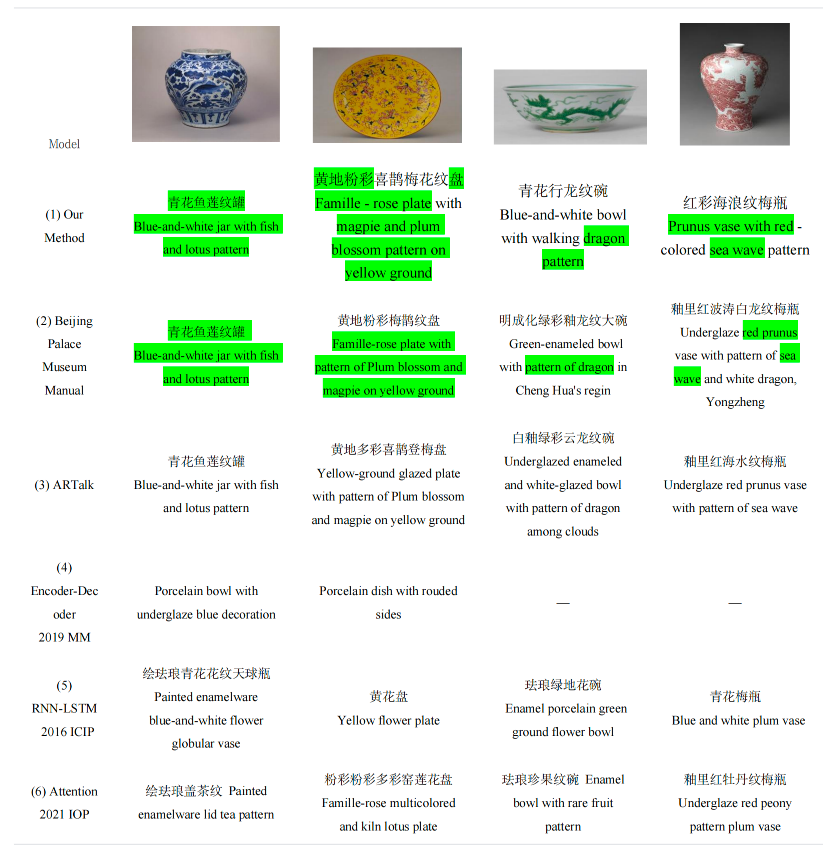 Model
(1) Our
Method
青花鱼莲纹罐
Blue-and-white jar with fish
and lotus pattern
黄地粉彩喜鹊梅花纹盘
Famille - rose plate with
magpie and plum
blossom pattern on
yellow ground
青花行龙纹碗
Blue-and-white bowl
with walking dragon
pattern
红彩海浪纹梅瓶
Prunus vase with red -
colored sea wave pattern
(2) Beijing
Palace
Museum
Manual
青花鱼莲纹罐
Blue-and-white jar with fish
and lotus pattern
黄地粉彩梅鹊纹盘
Famille-rose plate with
pattern of Plum blossom and
magpie on yellow ground
明成化绿彩釉龙纹大碗
Green-enameled bowl
with pattern of dragon in
Cheng Hua's regin
釉里红波涛白龙纹梅瓶
Underglaze red prunus
vase with pattern of sea
wave and white dragon,
Yongzheng
(3) ARTalk
青花鱼莲纹罐
Blue-and-white jar with fish
and lotus pattern
黄地多彩喜鹊登梅盘
Yellow-ground glazed plate
with pattern of Plum blossom
and magpie on yellow ground
白釉绿彩云龙纹碗
Underglazed enameled
and white-glazed bowl
with pattern of dragon
among clouds
釉里红海水纹梅瓶
Underglaze red prunus vase
with pattern of sea wave
(4)
Encoder-Dec
oder
2019 MM
Porcelain bowl with
underglaze blue decoration
Porcelain dish with rouded
sides
—
—
(5)
RNN-LSTM
2016 ICIP
绘珐琅青花花纹天球瓶
Painted enamelware
blue-and-white flower
globular vase
黄花盘
Yellow flower plate
珐琅绿地花碗
Enamel porcelain green
ground flower bowl
青花梅瓶
Blue and white plum vase
(6) Attention
2021 IOP
绘珐琅盖茶纹 Painted
enamelware lid tea pattern
粉彩粉彩多彩窑莲花盘
Famille-rose multicolored
and kiln lotus plate
珐琅珍果纹碗 Enamel
bowl with rare fruit
pattern
釉里红牡丹纹梅瓶
Underglaze red peony
pattern plum vase